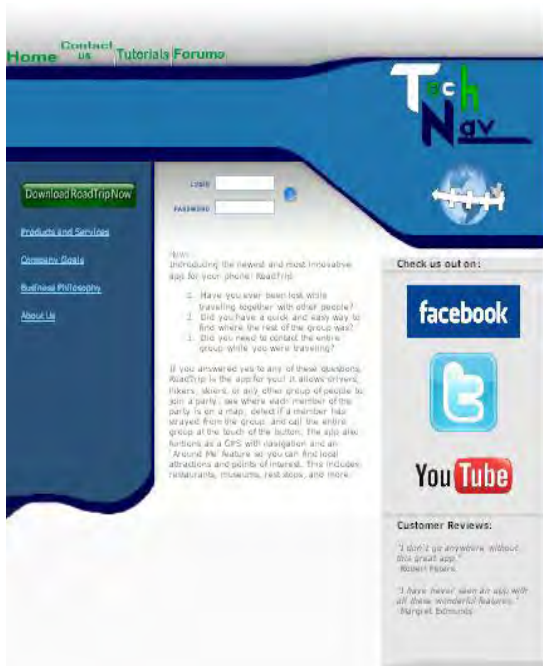 Home
Contact
us
Tutorials
Forums
Tech
Nav
Download RoadTrip Now
Products and Services
Company Goals
Business Philosophy
About Us
LOGIN
PASSWORD
News
Introducing the newest and most innovative
app for your phone! RoadTrip
1. Have you ever been lost while
traveling together with other people?
2. Did you have a quick and easy way to
find where the rest of the group was?
3. Did you need to contact the entire
group while you were traveling?
If you answered yes to any of these questions,
RoadTrip is the app for you! It allows drivers,
hikers, skiers, or any other group of people to
join a party, see where each member of the
party is on a map, detect if a member has
strayed from the group, and call the entire
group at the touch of the button. The app also
funtions as a GPS with navigation and an
'Around Me' feature so you can find local
attractions and points of interest. This includes
restaurants, museums, rest stops, and more.
Check us out on:
facebook
You Tube
Customer Reviews:
"I don't go anywhere without
this great app."
-Robert Peters
"I have never seen an app with
all these wonderful features."
-Margret Edmunds